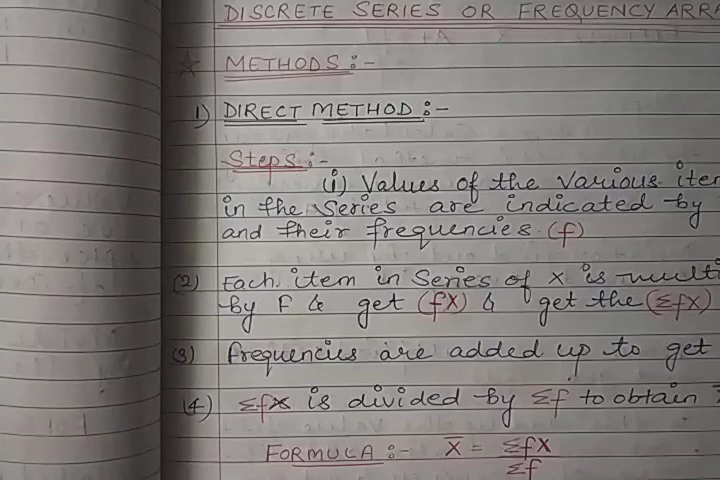 DISCRETE SERIES OR FREQUENCY ARRA
METHODS :-
1) DIRECT METHOD :-
Steps :-
(i) Values of the various iter
in the Series are indicated by
and their frequencies (f)
(2) Each item in Series of X is multi
by F & get (fX) & get the (Σfx)
(3) frequencies are added up to get
(4) Σfx is divided by Σf to obtain
FORMULA :- X = ΣfX
Σf